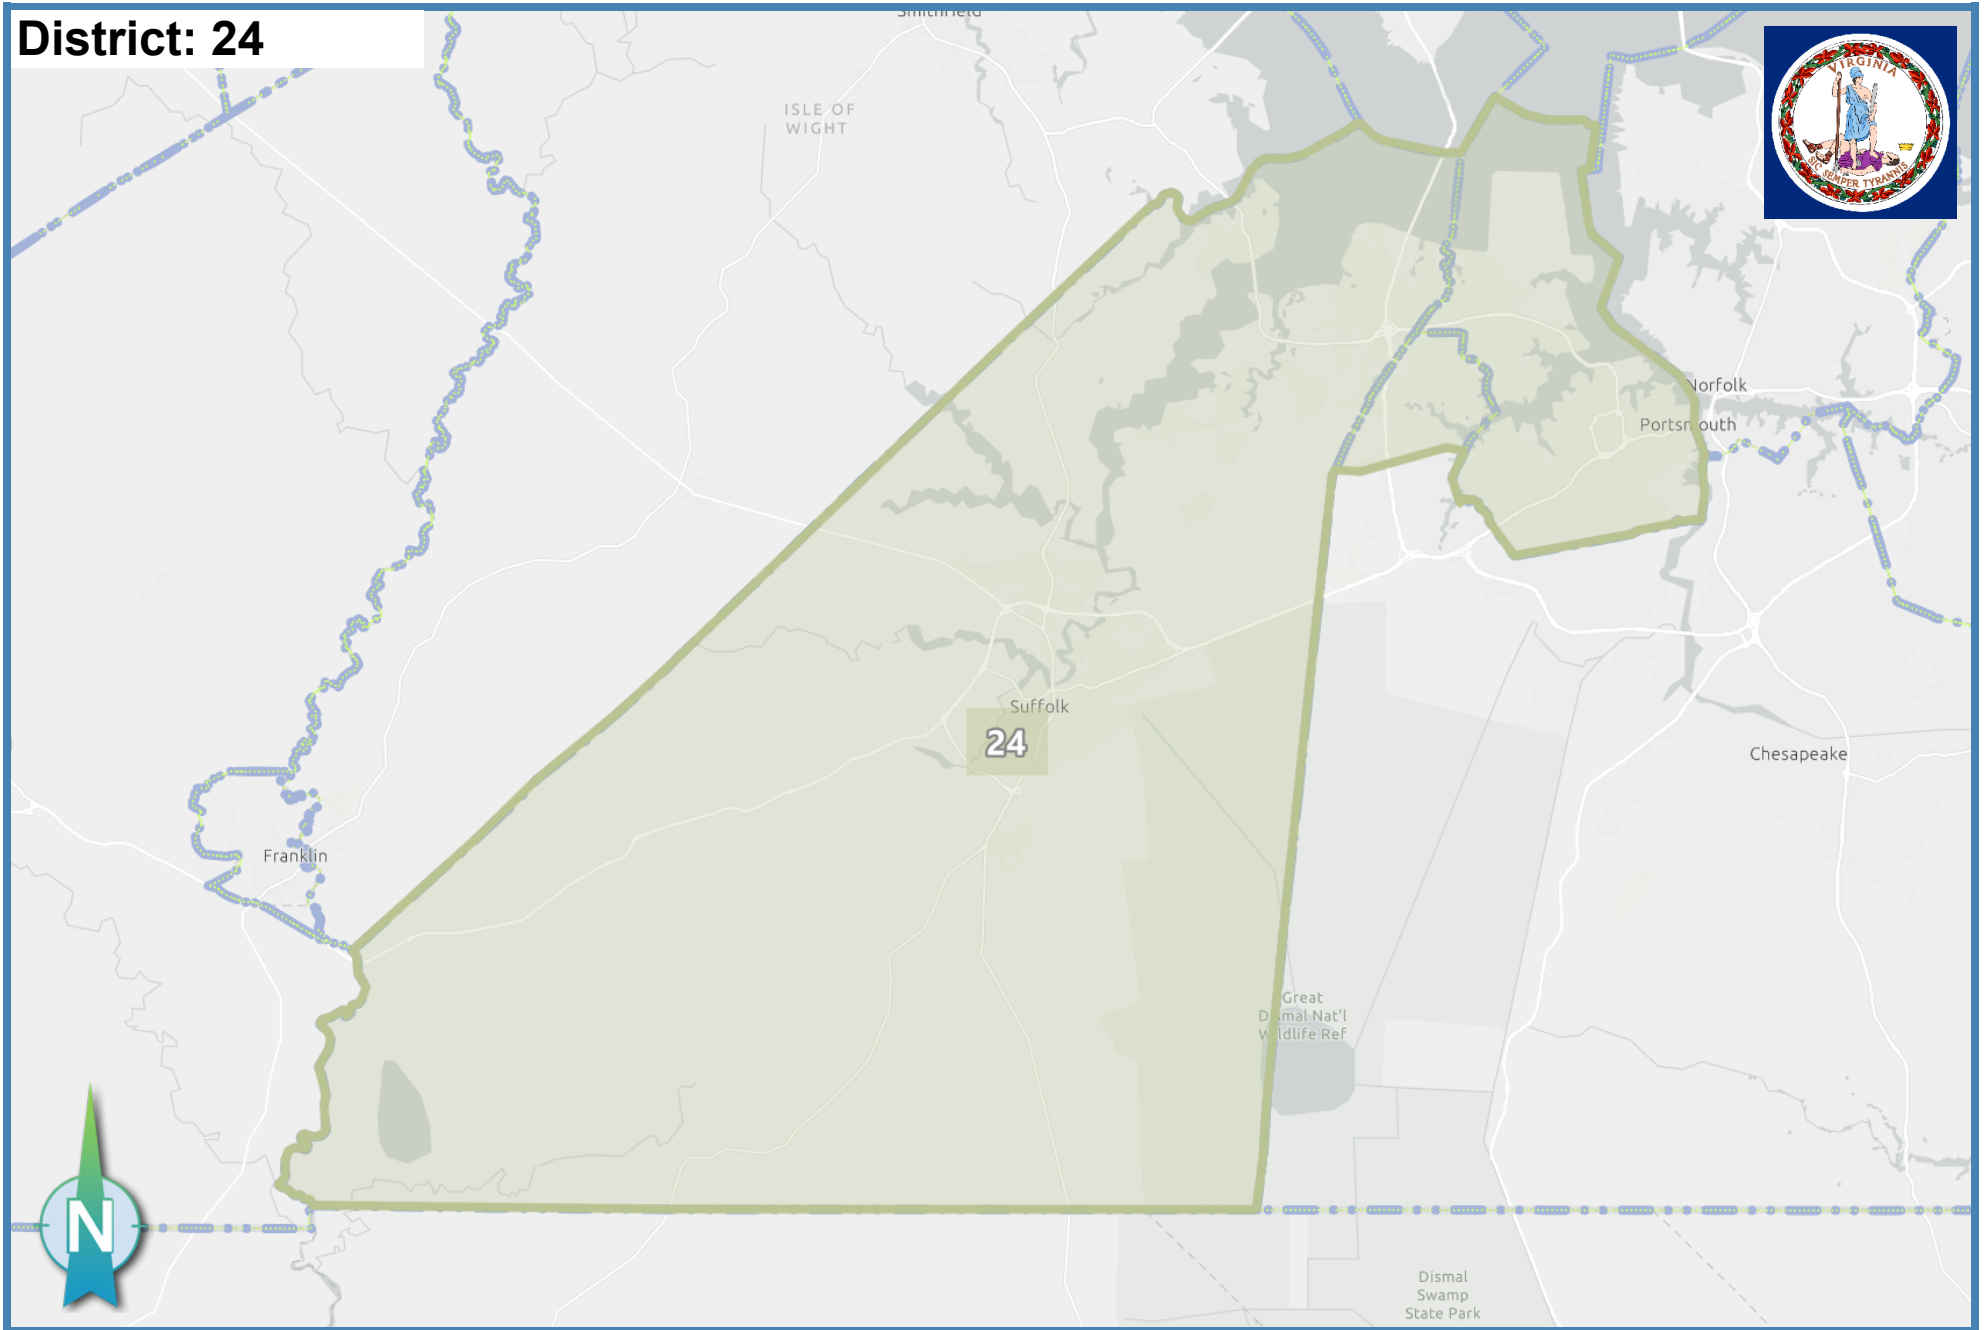 District: 24
Smithfield
VIRGINIA
SIC SEMPER TYRANNIS
ISLE OF
WIGHT
Norfolk
Portsmouth
Suffolk
24
Chesapeake
Franklin
Great
Dismal Nat'l
Wildlife Ref
N
Dismal
Swamp
State Park